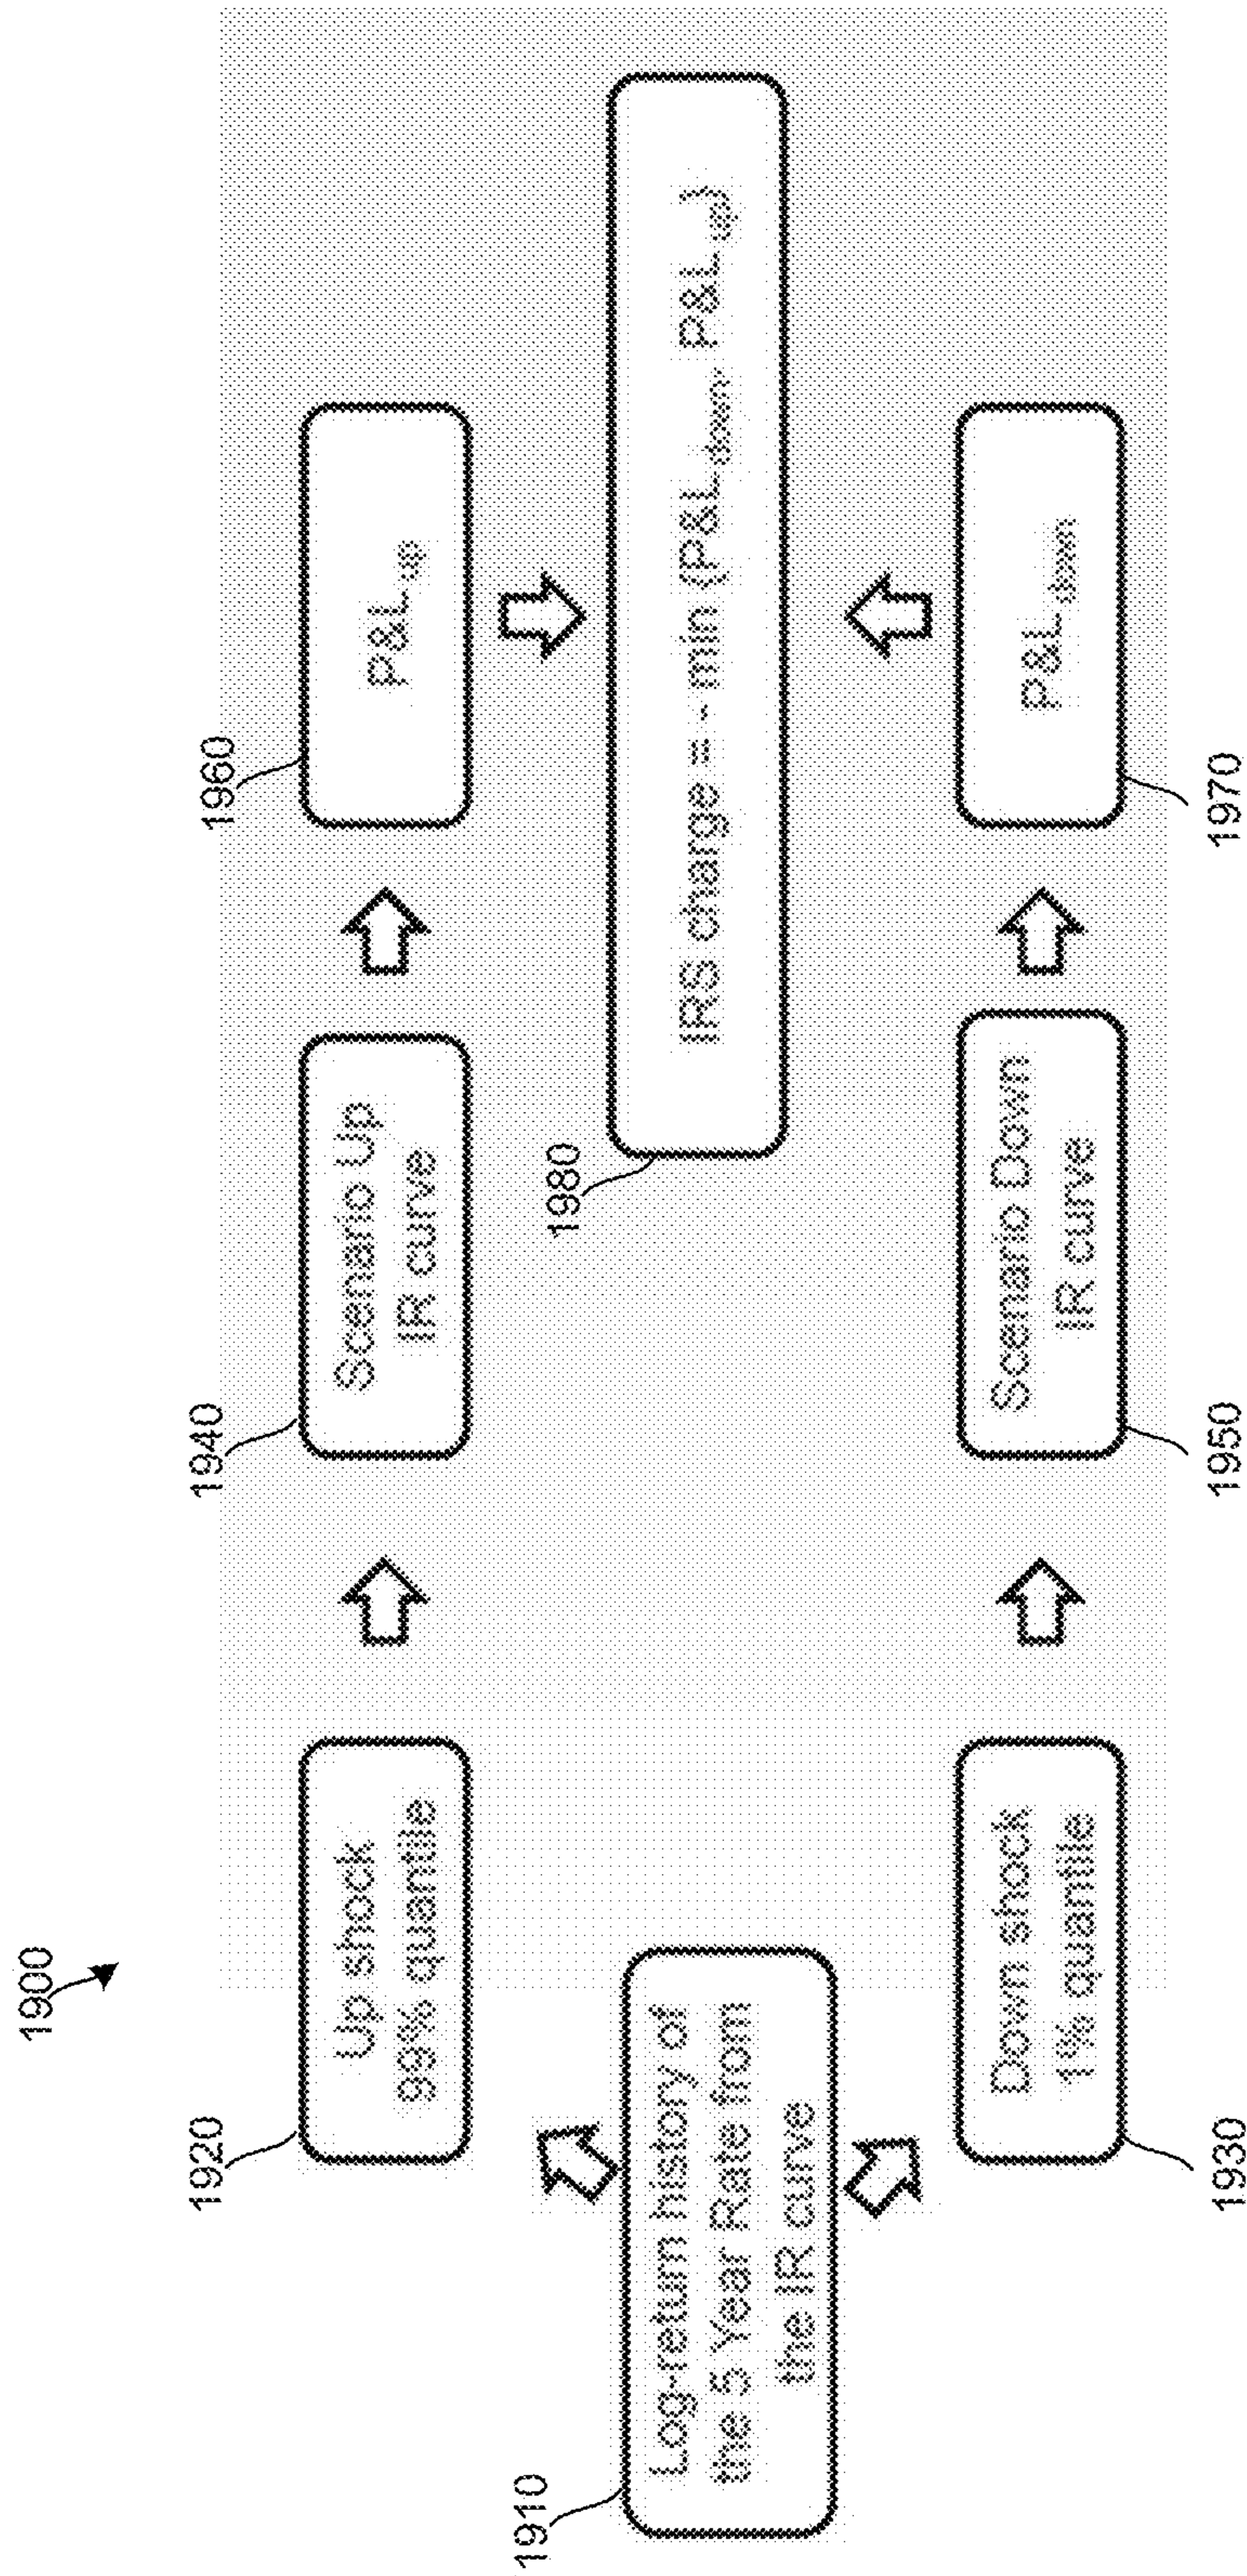 1900
1910
Log-return history of
the 5 Year Rate from
the IR curve
1920
Up shock
99% quantile
1930
Down shock
1% quantile
1940
Scenario Up
IR curve
1950
Scenario Down
IR curve
1960
P&L up
1970
P&L down
1980
IRS charge = - min (P&L down, P&L up)